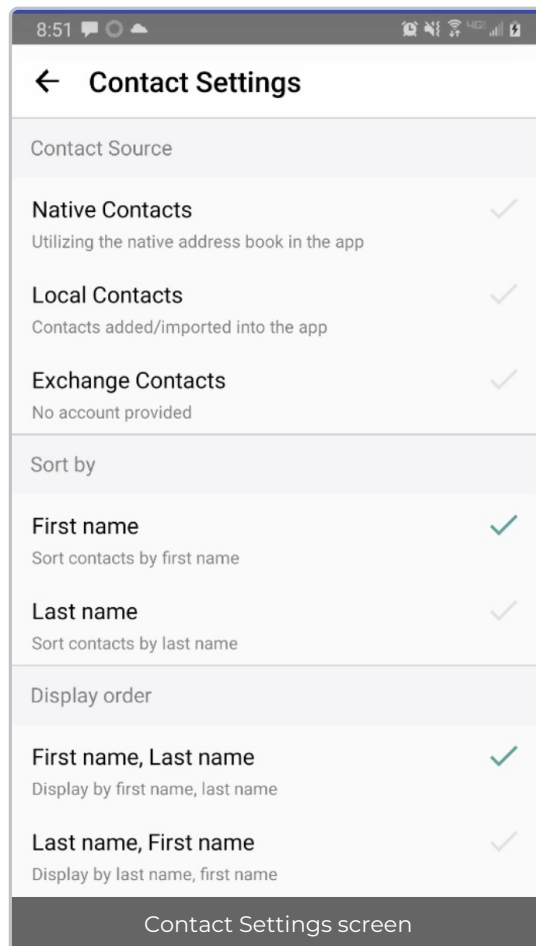 8:51
4GE
Contact Settings
Contact Source
Native Contacts
Utilizing the native address book in the app
Local Contacts
Contacts added/imported into the app
Exchange Contacts
No account provided
Sort by
First name
Sort contacts by first name
Last name
Sort contacts by last name
Display order
First name, Last name
Display by first name, last name
Last name, First name
Display by last name, first name
Contact Settings screen